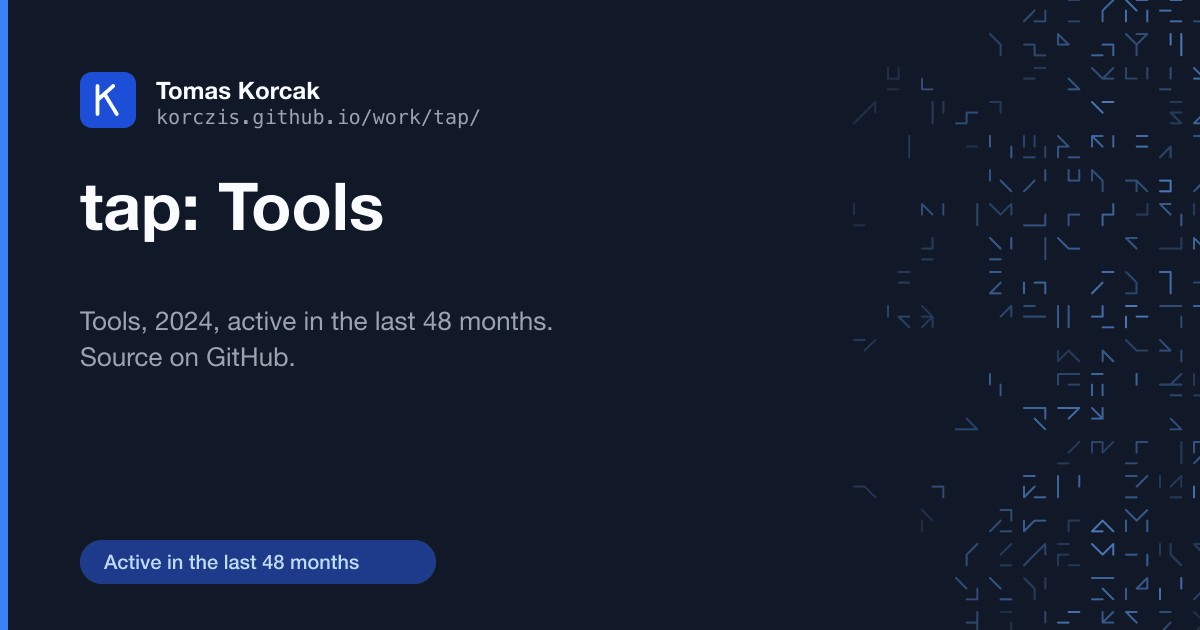 K
Tomas Korcak
korczis.github.io/work/tap/
tap: Tools
Tools, 2024, active in the last 48 months.
Source on GitHub.
Active in the last 48 months